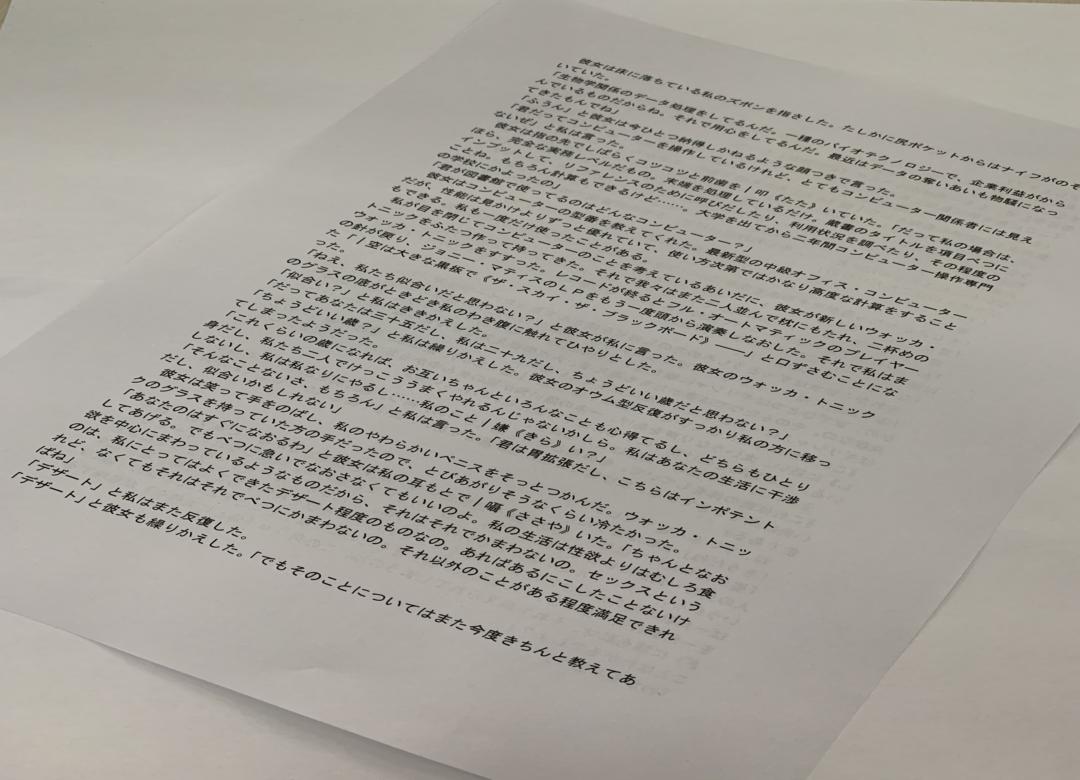 彼女は床に落ちている私のズボンを指さした。たしかに尻ポケットからはナイフがのぞ
いていた。
「生物学関係のデータ処理をしてるんだ。一種のバイオテクノロジーで、企業利益がから
んでいるものだからね。それで用心をしてるんだ。最近はデータの奪いあいも物騒になっ
てきたもんでね」
「ふうん」と彼女は今ひとつ納得しかねるような顔つきで言った。
「君だってコンピューターを操作しているけれど、とてもコンピューター関係者には見え
ないぜ」と私は言った。
彼女は指の先でしばらくコツコツと前歯を|叩《たた》いていた。「だって私の場合は、
ほら、完全な実務レベルだもの。末端を処理しているだけ。蔵書のタイトルを項目べつに
インプットして、リファレンスのために呼びだしたり、利用状況を調べたり、その程度の
ことね。もちろん計算もできるけど……。大学を出てから二年間コンピューター操作専門
の学校にかよったの」
「君が図書館で使ってるのはどんなコンピューター?」
彼女はコンピューターの型番を教えてくれた。最新型の中級オフィス・コンピューター
だが、性能は見かけよりずっと優れていて、使い方次第ではかなり高度な計算をすること
もできる。私も一度だけ使ったことがある。
私が目を閉じてコンピューターのことを考えているあいだに、彼女が新しいウォッカ・
トニックをふたつ作って持ってきた。それで我々はまた二人並んで枕にもたれ、二杯めの
ウォッカ・トニックをすすった。レコードが終るとフル・オートマティックのプレイヤー
の針が戻り、ジョニー・マティスのLPをもう一度頭から演奏しなおした。それで私はま
た「|空は大きな黒板で《ザ・スカイ・ザ・ブラックボード》——」と口ずさむことにな
った。
「ねえ、私たち似合いだと思わない?」と彼女が私に言った。彼女のウォッカ・トニック
のグラスの底がときどき私のわき腹に触れてひやりとした。
「似合い?」と私はききかえした。
「だってあなたは三十五だし、私は二十九だし、ちょうどいい歳だと思わない?」
「ちょうどいい歳?」と私は繰りかえした。彼女のオウム型反復がすっかり私の方に移っ
てしまったようだった。
「これくらいの歳になれば、お互いちゃんといろんなことも心得てるし、どちらもひとり
身だし、私たち二人でけっこううまくやれるんじゃないかしら。私はあなたの生活に干渉
しないし、私は私なりにやるし……私のこと|嫌《きら》い?」
「そんなことないさ、もちろん」と私は言った。「君は胃拡張だし、こちらはインポテント
だし、似合いかもしれない」
彼女は笑って手をのばし、私のやわらかいペニスをそっとつかんだ。ウォッカ・トニッ
クのグラスを持っていた方の手だったので、とびあがりそうなくらい冷たかった。
「あなたのはすぐになおるわ」と彼女は私の耳もとで|囁《ささや》いた。「ちゃんとなお
してあげる。でもべつに急いでなおさなくてもいいのよ。私の生活は性欲よりはむしろ食
欲を中心にまわっているようなものだから、それはそれでかまわないの。セックスという
のは、私にとってはよくできたデザート程度のものなの。あればあるにこしたことないけ
れど、なくてもそれはそれでべつにかまわないの。それ以外のことがある程度満足できれ
ばね」
「デザート」と私はまた反復した。
「デザート」と彼女も繰りかえした。「でもそのことについてはまた今度きちんと教えてあ